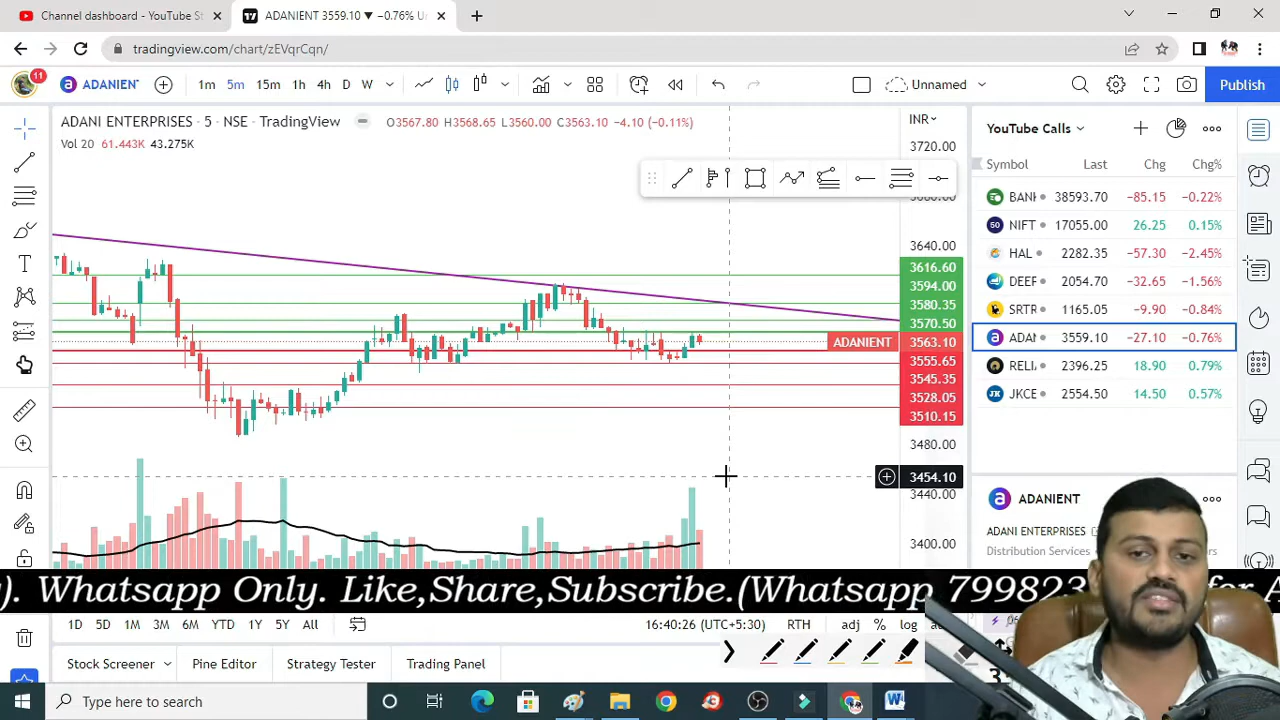 Channel dashboard - YouTube St
ADANIENT 3559.10 ▼ −0.76% Un
tradingview.com/chart/zEVqrCqn/
11
ADANIENT
1m 5m 15m 1h 4h D W
Unnamed
Publish
ADANI ENTERPRISES · 5 · NSE · TradingView
O3567.80 H3568.65 L3560.00 C3563.10 −4.10 (−0.11%)
Vol 20 61.443K 43.275K
INR
3720.00
3640.00
3616.60
3594.00
3580.35
3570.50
ADANIENT 3563.10
3555.65
3545.35
3528.05
3510.15
3480.00
3454.10
3440.00
3400.00
YouTube Calls
Symbol Last Chg Chg%
BANK 38593.70 −85.15 −0.22%
NIFT 17055.00 26.25 0.15%
HAL 2282.35 −57.30 −2.45%
DEEF 2054.70 −32.65 −1.56%
SRTR 1165.05 −9.90 −0.84%
ADAN 3559.10 −27.10 −0.76%
RELI 2396.25 18.90 0.79%
JKCE 2554.50 14.50 0.57%
ADANIENT
ADANI ENTERPRISES
Distribution Services
). Whatsapp Only. Like,Share,Subscribe.(Whatsapp 799823
1D 5D 1M 3M 6M YTD 1Y 5Y All
16:40:26 (UTC+5:30) RTH adj % log
Stock Screener Pine Editor Strategy Tester Trading Panel
Type here to search